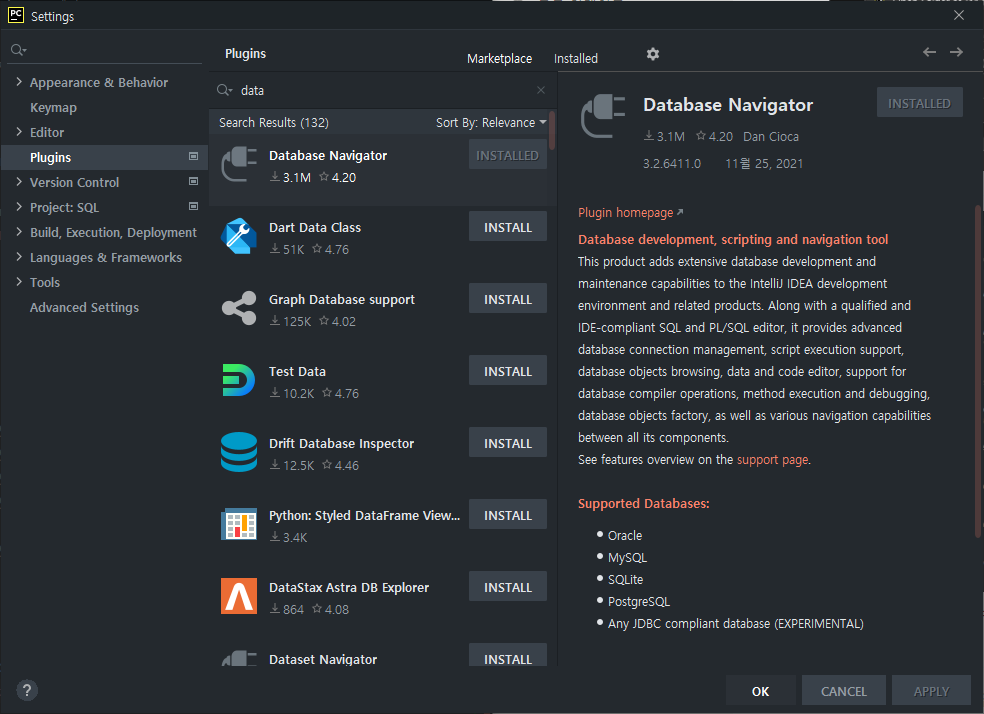 PC
Settings
Appearance & Behavior
Keymap
Editor
Plugins
Version Control
Project: SQL
Build, Execution, Deployment
Languages & Frameworks
Tools
Advanced Settings
?
Plugins
Marketplace
Installed
data
Search Results (132)
Sort By: Relevance
Database Navigator
3.1M 4.20
INSTALLED
Dart Data Class
51K 4.76
INSTALL
Graph Database support
125K 4.02
INSTALL
Test Data
10.2K 4.76
INSTALL
Drift Database Inspector
12.5K 4.46
INSTALL
Python: Styled DataFrame View...
3.4K
INSTALL
DataStax Astra DB Explorer
864 4.08
INSTALL
Dataset Navigator
INSTALL
Database Navigator
INSTALLED
3.1M 4.20 Dan Cioca
3.2.6411.0 11월 25, 2021
Plugin homepage
Database development, scripting and navigation tool
This product adds extensive database development and
maintenance capabilities to the IntelliJ IDEA development
environment and related products. Along with a qualified and
IDE-compliant SQL and PL/SQL editor, it provides advanced
database connection management, script execution support,
database objects browsing, data and code editor, support for
database compiler operations, method execution and debugging,
database objects factory, as well as various navigation capabilities
between all its components.
See features overview on the support page.
Supported Databases:
Oracle
MySQL
SQLite
PostgreSQL
Any JDBC compliant database (EXPERIMENTAL)
OK
CANCEL
APPLY